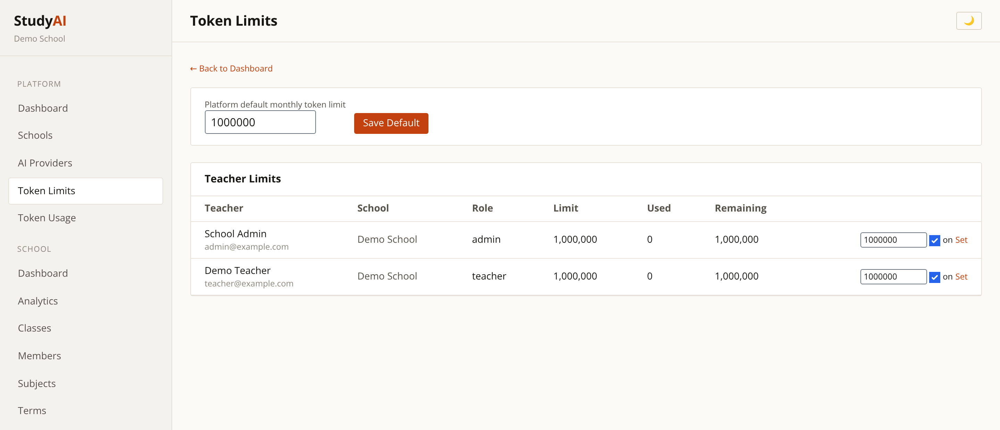 StudyAI
Demo School
PLATFORM
Dashboard
Schools
AI Providers
Token Limits
Token Usage
SCHOOL
Dashboard
Analytics
Classes
Members
Subjects
Terms
Token Limits
← Back to Dashboard
Platform default monthly token limit
1000000
Save Default
Teacher Limits
Teacher School Role Limit Used Remaining
School Admin
admin@example.com
Demo School admin 1,000,000 0 1,000,000 1000000 on Set
Demo Teacher
teacher@example.com
Demo School teacher 1,000,000 0 1,000,000 1000000 on Set